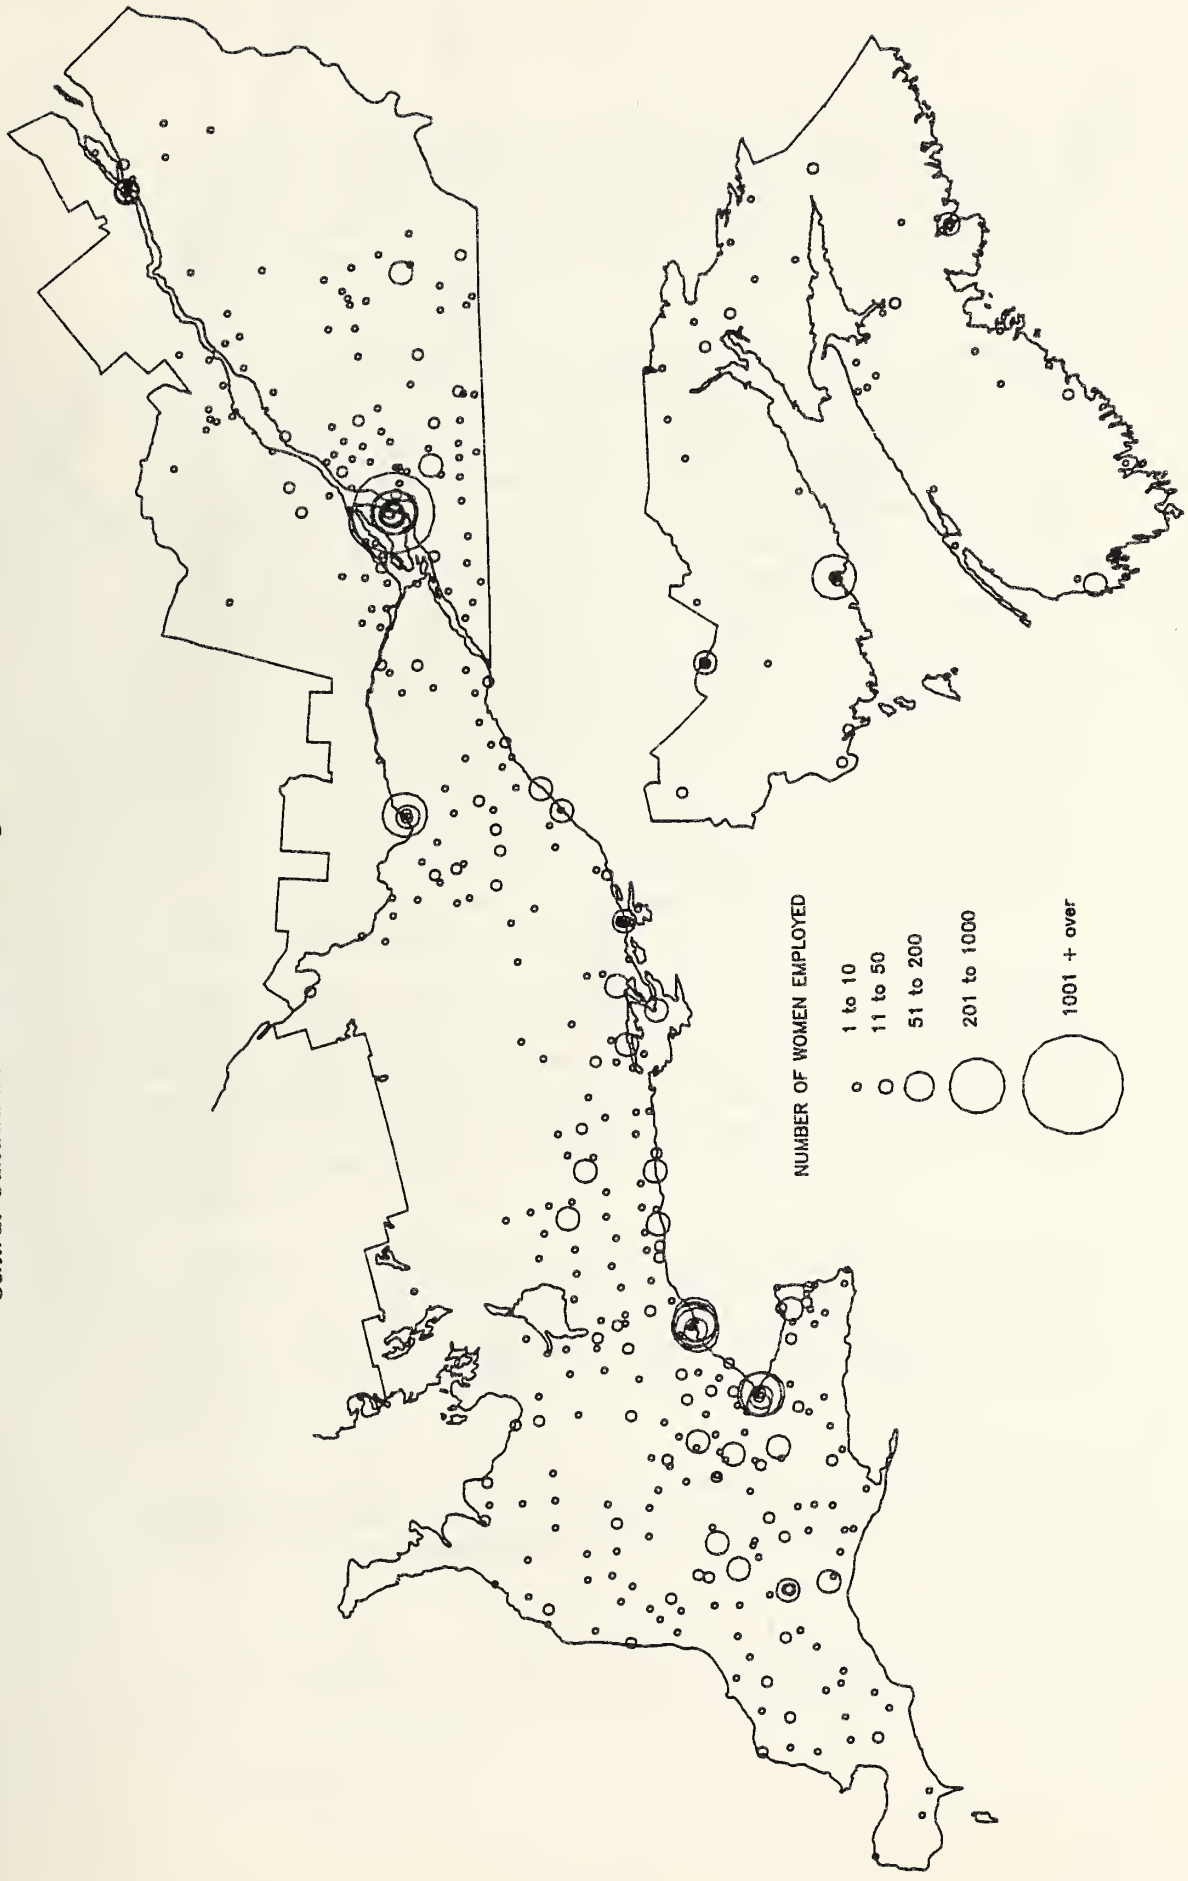 NUMBER OF WOMEN EMPLOYED
1 to 10
11 to 50
51 to 200
201 to 1000
1001 + over